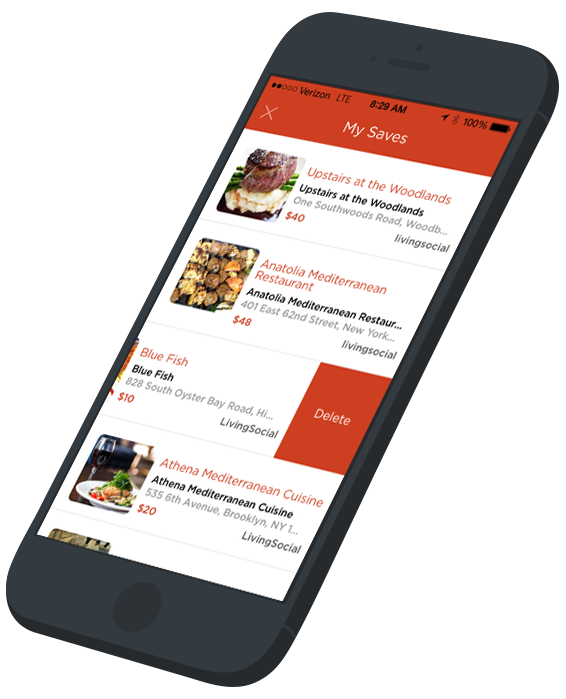 Verizon LTE 8:29 AM 100%
My Saves
Upstairs at the Woodlands
Upstairs at the Woodlands
One Southwoods Road, Woodb...
$40
livingsocial
Anatolia Mediterranean
Restaurant
Anatolia Mediterranean Restaur...
401 East 62nd Street, New York...
$48
livingsocial
Blue Fish
Blue Fish
828 South Oyster Bay Road, Hi...
$10
LivingSocial
Delete
Athena Mediterranean Cuisine
Athena Mediterranean Cuisine
535 6th Avenue, Brooklyn, NY 1...
$20
LivingSocial